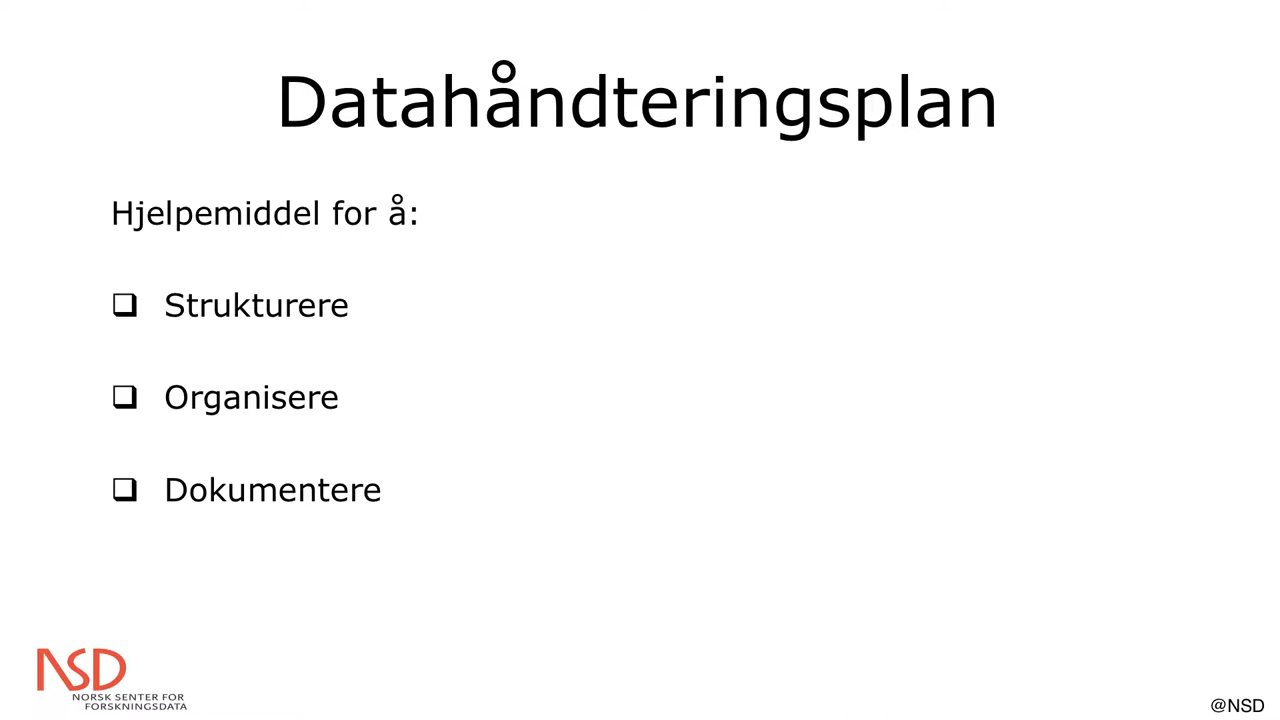 Datahåndteringsplan
Hjelpemiddel for å:
Strukturere
Organisere
Dokumentere
NSD
NORSK SENTER FOR
FORSKNINGSDATA
@NSD